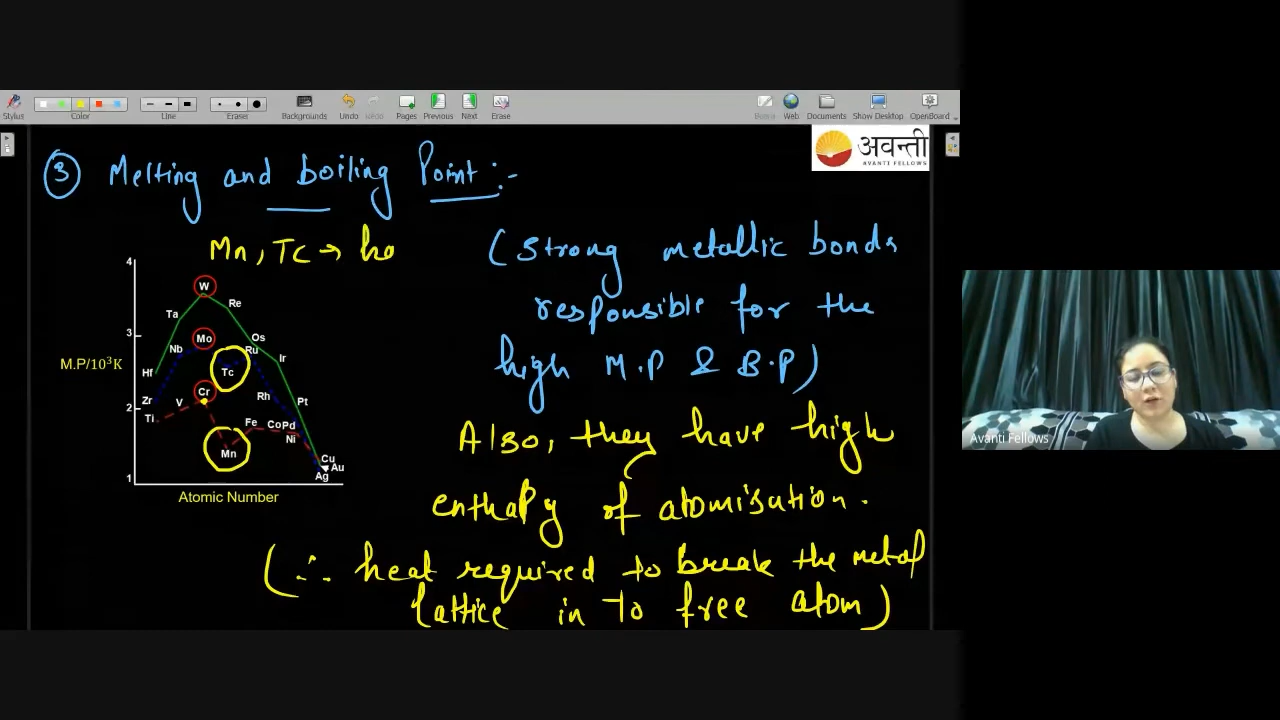 Stylus
Color
Line
Eraser
Backgrounds
Undo
Redo
Pages
Previous
Next
Erase
Board
Web
Documents
Show Desktop
OpenBoard
अवन्ती
AVANTI FELLOWS
3 Melting and boiling Point :-
Mn, Tc → ha
(Strong metallic bonds
responsible for the
high M.P & B.P)
Also, they have high
enthalpy of atomisation.
(∴ heat required to break the metal
lattice in to free atom)
4
3
2
1
M.P/10³K
W
Re
Ta
Os
Ir
Mo
Nb
Ru
Tc
Hf
Cr
Rh
Zr
V
Pt
Ti
Fe
Co
Pd
Ni
Mn
Cu
Au
Ag
Atomic Number
Avanti Fellows